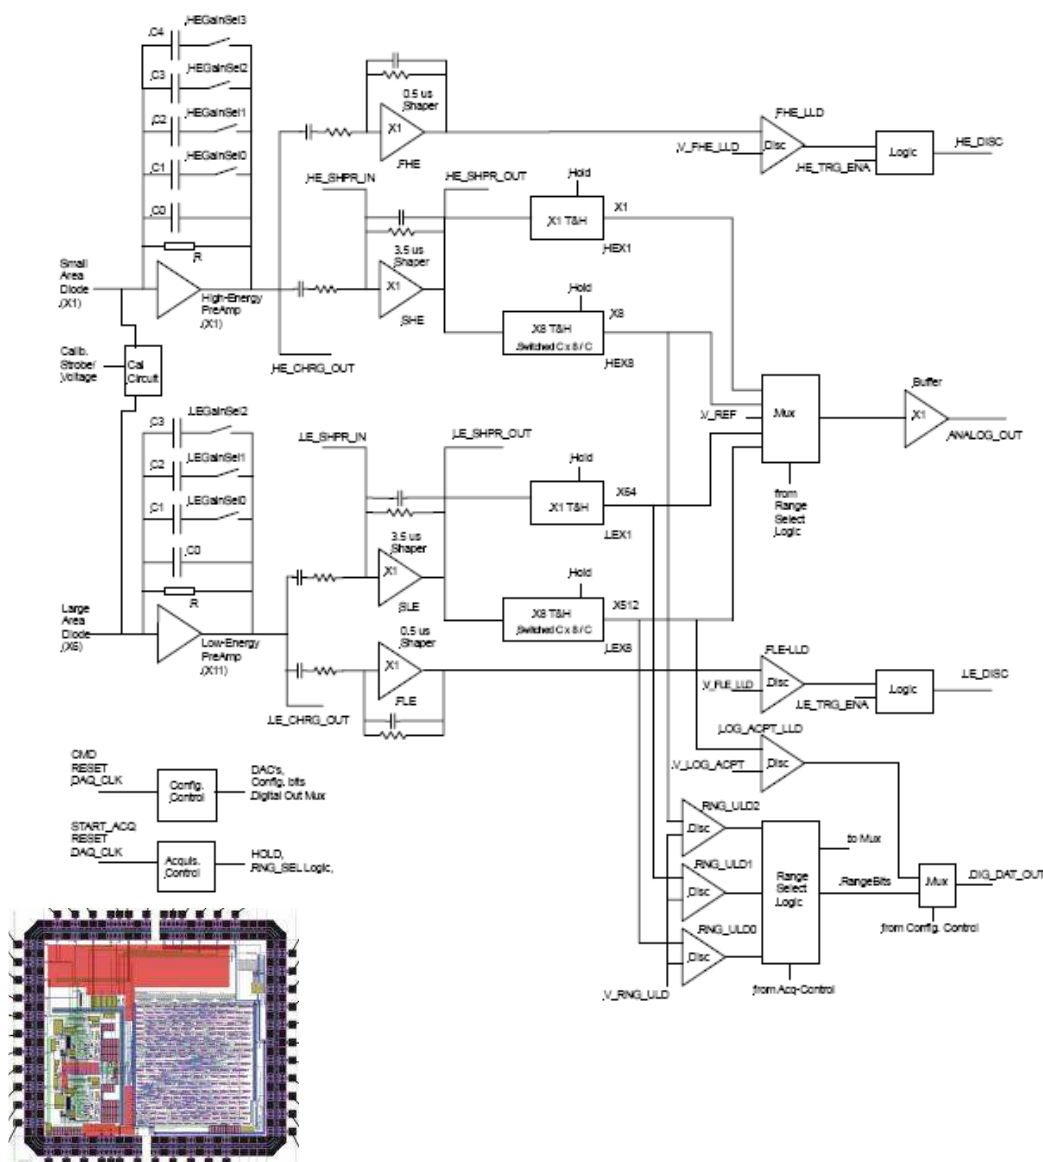 C4
HEGainSel3
C3
HEGainSel2
C2
HEGainSel1
C1
HEGainSel0
C0
R
Small
Area
Diode
(X1)
High-Energy
PreAmp
(X1)
Calib.
Strobe/
Voltage
Cal
Circuit
0.5 us
Shaper
X1
FHE
HE_SHPR_IN
HE_SHPR_OUT
3.5 us
Shaper
X1
SHE
HE_CHRG_OUT
FHE_LLD
Disc
V_FHE_LLD
HE_TRG_ENA
Logic
HE_DISC
Hold
X1
X1 T&H
HEX1
Hold
X8
X8 T&H
Switched C x 8 / C
HEX8
V_REF
Mux
from
Range
Select
Logic
Buffer
X1
ANALOG_OUT
C3
LEGainSel2
C2
LEGainSel1
C1
LEGainSel0
C0
R
Large
Area
Diode
(X6)
Low-Energy
PreAmp
(X11)
LE_SHPR_IN
LE_SHPR_OUT
3.5 us
Shaper
X1
SLE
0.5 us
Shaper
X1
FLE
LE_CHRG_OUT
Hold
X64
X1 T&H
LEX1
Hold
X512
X8 T&H
Switched C x 8 / C
LEX8
FLE-LLD
Disc
V_FLE_LLD
LE_TRG_ENA
Logic
LE_DISC
LOG_ACPT_LLD
Disc
V_LOG_ACPT
RNG_ULD2
Disc
RNG_ULD1
Disc
RNG_ULD0
Disc
V_RNG_ULD
Range
Select
Logic
to Mux
RangeBits
from Acq-Control
Mux
DIG_DAT_OUT
from Config. Control
CMD
RESET
DAQ_CLK
Config.
Control
DAC's,
Config. bits
Digital Out Mux
START_ACQ
RESET
DAQ_CLK
Acquis.
Control
HOLD,
RNG_SEL Logic,